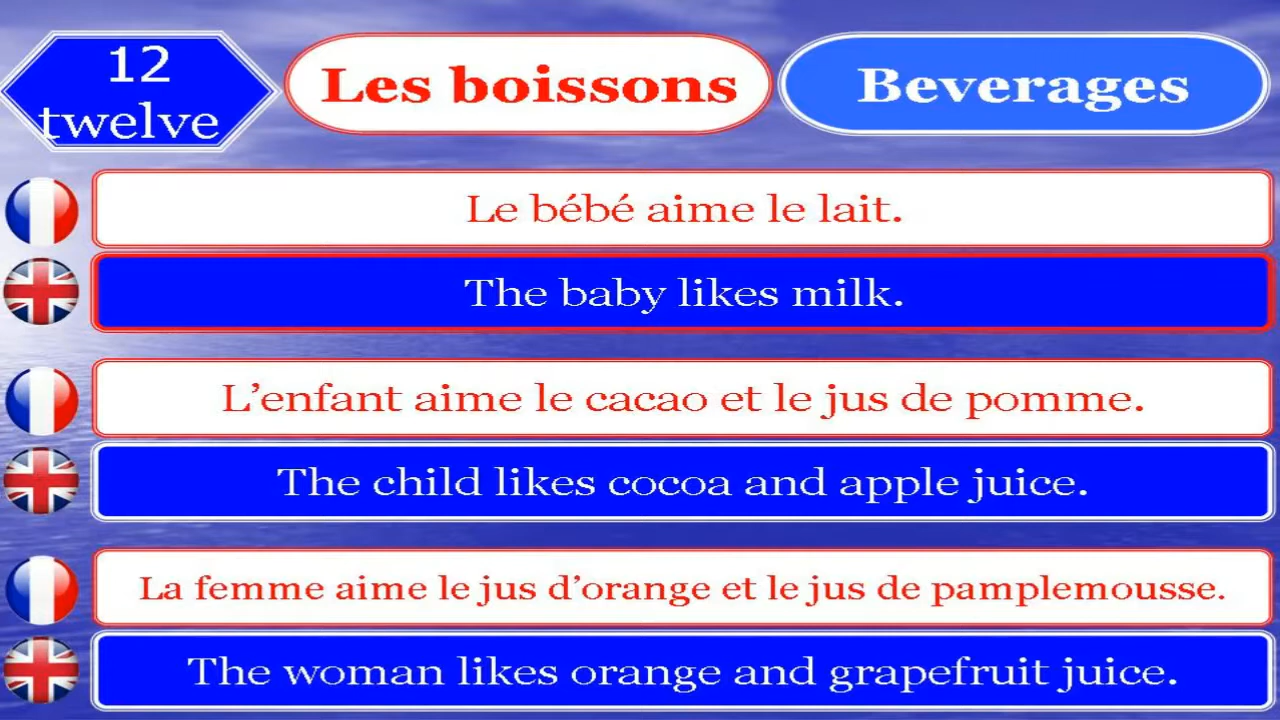 12
twelve
Les boissons
Beverages
Le bébé aime le lait.
The baby likes milk.
L’enfant aime le cacao et le jus de pomme.
The child likes cocoa and apple juice.
La femme aime le jus d’orange et le jus de pamplemousse.
The woman likes orange and grapefruit juice.